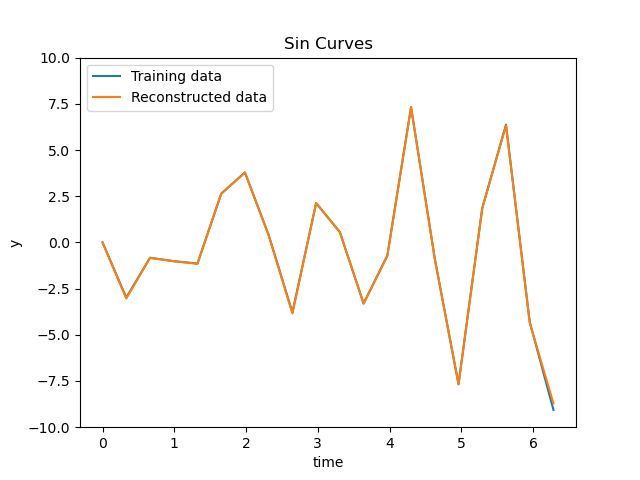 Sin Curves
Training data
Reconstructed data
10.0
7.5
5.0
2.5
0.0
−2.5
−5.0
−7.5
−10.0
y
0 1 2 3 4 5 6
time